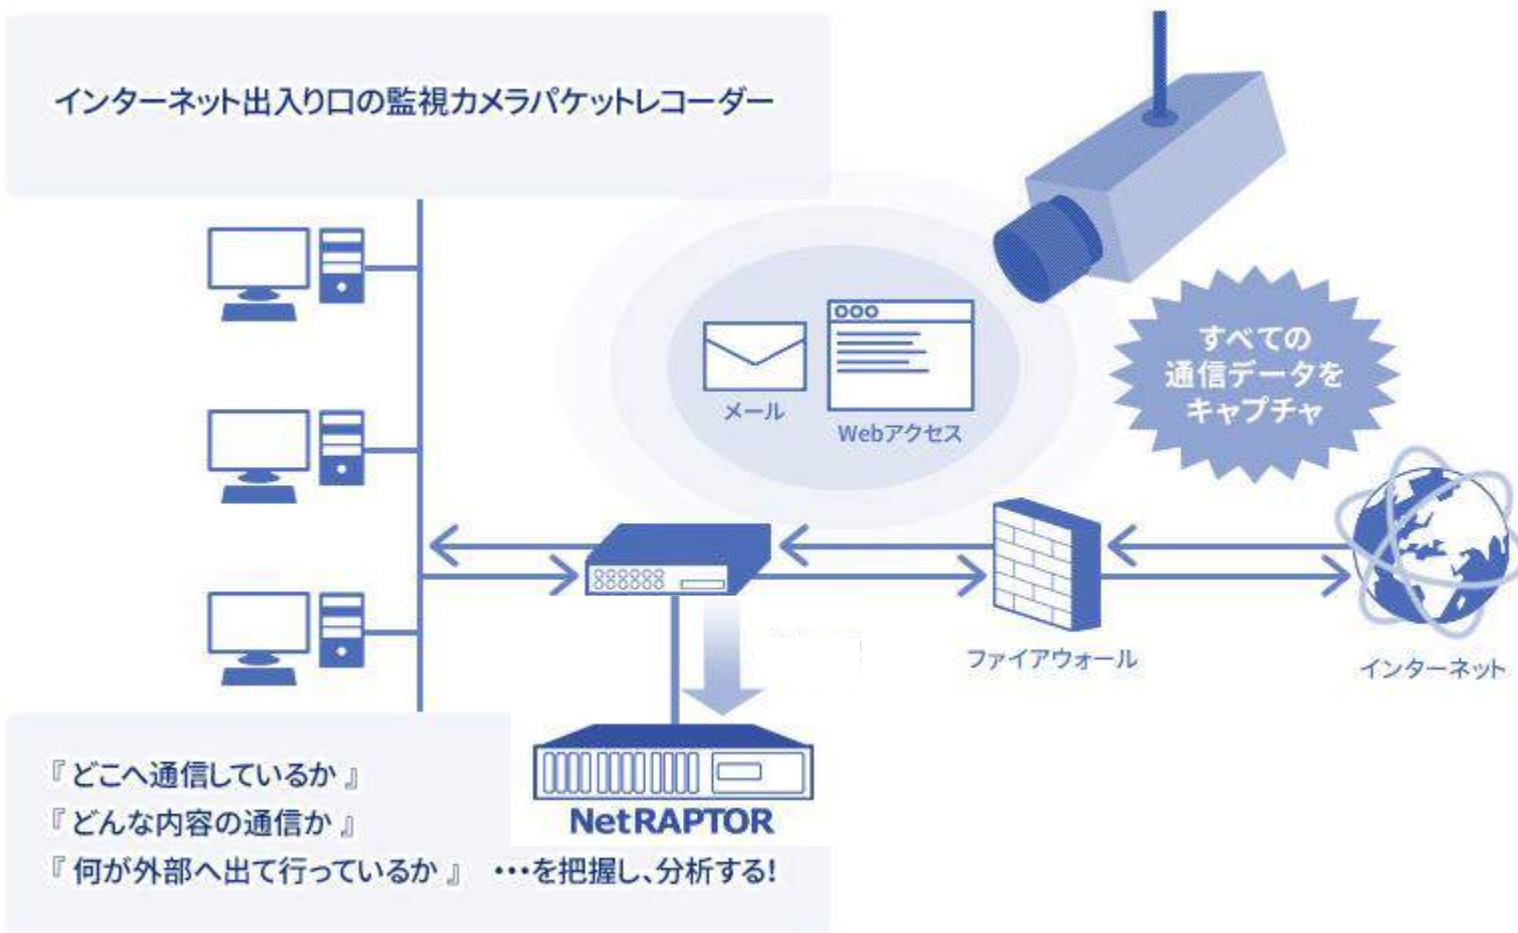 インターネット出入り口の監視カメラパケットレコーダー
メール
Webアクセス
すべての
通信データを
キャプチャ
ファイアウォール
インターネット
NetRAPTOR
『 どこへ通信しているか 』
『 どんな内容の通信か 』
『 何が外部へ出て行っているか 』 …を把握し、分析する!